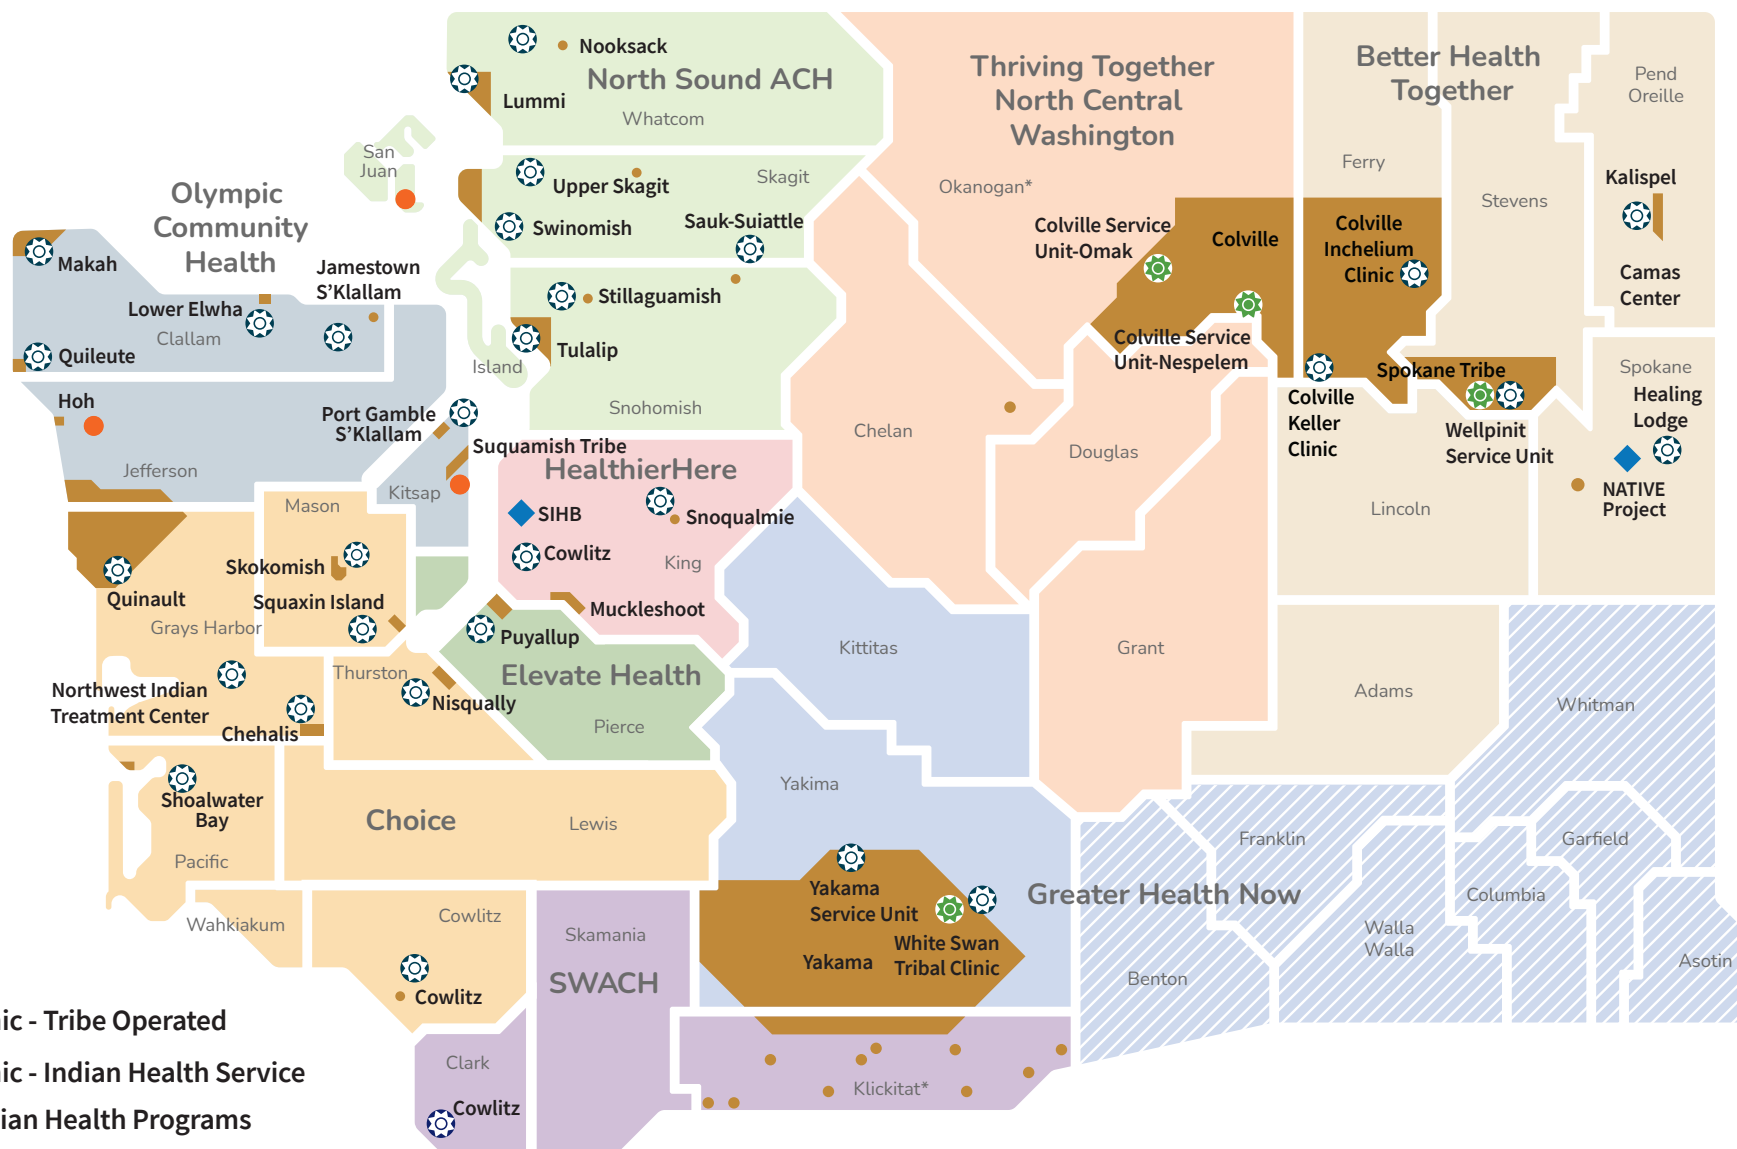 Nooksack
North Sound ACH
Lummi
Whatcom
Thriving Together
North Central
Washington
Better Health
Together
Pend
Oreille
San
Juan
Upper Skagit
Skagit
Swinomish
Sauk-Suiattle
Okanogan*
Ferry
Stevens
Kalispel
Olympic
Community
Health
Makah
Jamestown
S’Klallam
Lower Elwha
Clallam
Quileute
Stillaguamish
Tulalip
Island
Snohomish
Colville Service
Unit-Omak
Colville
Colville
Inchelium
Clinic
Camas
Center
Colville Service
Unit-Nespelem
Spokane Tribe
Spokane
Healing
Lodge
Hoh
Port Gamble
S’Klallam
Suquamish Tribe
Jefferson
Kitsap
HealthierHere
Chelan
Douglas
Colville
Keller
Clinic
Wellpinit
Service Unit
NATIVE
Project
Lincoln
Mason
SIHB
Snoqualmie
Cowlitz
King
Skokomish
Squaxin Island
Quinault
Grays Harbor
Muckleshoot
Puyallup
Elevate Health
Kittitas
Grant
Adams
Whitman
Thurston
Northwest Indian
Treatment Center
Nisqually
Chehalis
Pierce
Yakima
Shoalwater
Bay
Choice
Lewis
Pacific
Franklin
Garfield
Yakama
Service Unit
Greater Health Now
Columbia
Wahkiakum
Cowlitz
Skamania
White Swan
Tribal Clinic
Yakama
Walla
Walla
Benton
Asotin
SWACH
Cowlitz
ic - Tribe Operated
Clark
ic - Indian Health Service
Klickitat*
Cowlitz
ian Health Programs